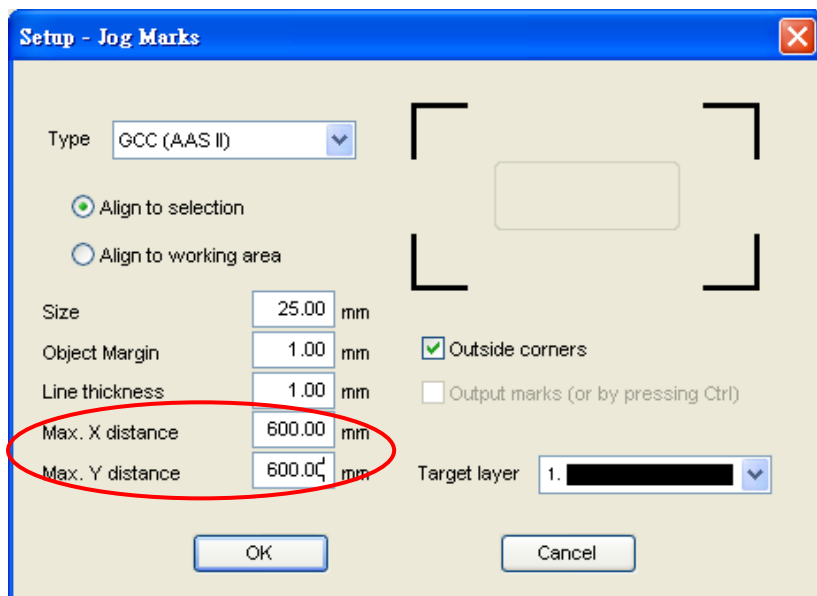 Setup - Jog Marks
Type GCC (AAS II)
Align to selection
Align to working area
Size 25.00 mm
Object Margin 1.00 mm
Line thickness 1.00 mm
Max. X distance 600.00 mm
Max. Y distance 600.00 mm
Outside corners
Output marks (or by pressing Ctrl)
Target layer 1.
OK
Cancel